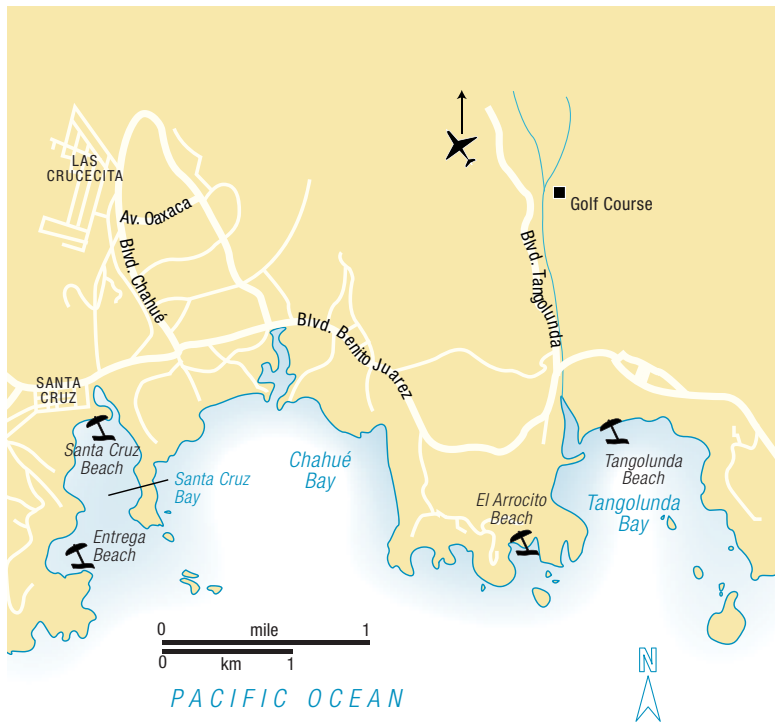 LAS
CRUCECITA
Av. Oaxaca
Blvd. Chahué
Golf Course
Blvd. Tangolunda
Blvd. Benito Juarez
SANTA
CRUZ
Santa Cruz
Beach
Santa Cruz
Bay
Chahué
Bay
Tangolunda
Beach
El Arrocito
Beach
Tangolunda
Bay
Entrega
Beach
0 mile 1
0 km 1
N
PACIFIC OCEAN